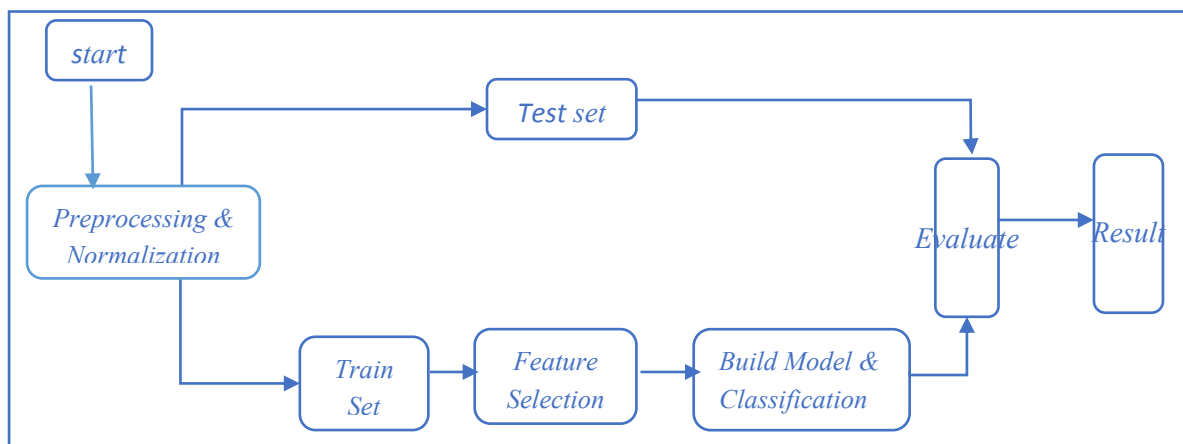 start
Test set
Preprocessing &
Normalization
Evaluate
Result
Train
Set
Feature
Selection
Build Model &
Classification